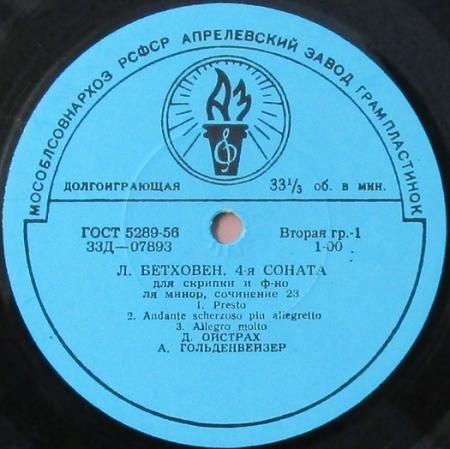 МОСОБЛСОВНАРХОЗ РСФСР АПРЕЛЕВСКИЙ ЗАВОД ГРАМПЛАСТИНОК
АЗ
ДОЛГОИГРАЮЩАЯ 33⅓ об. в мин.
ГОСТ 5289-56 Вторая гр.-1
33Д—07893 1-00
Л. БЕТХОВЕН. 4-я СОНАТА
для скрипки и ф-но
ля минор, сочинение 23
1. Presto
2. Andante scherzoso piu allegretto
3. Allegro molto
Д. ОЙСТРАХ
А. ГОЛЬДЕНВЕЙЗЕР